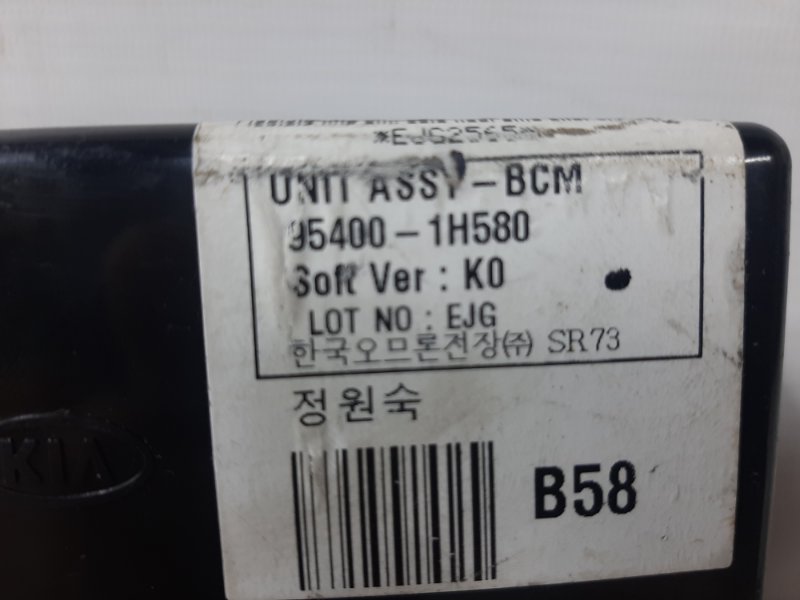 *EJG2565*
UNIT ASSY - BCM
95400 - 1H580
Soft Ver : K0
LOT NO : EJG
한국오므론전장(주) SR73
정원숙
B58
KIA